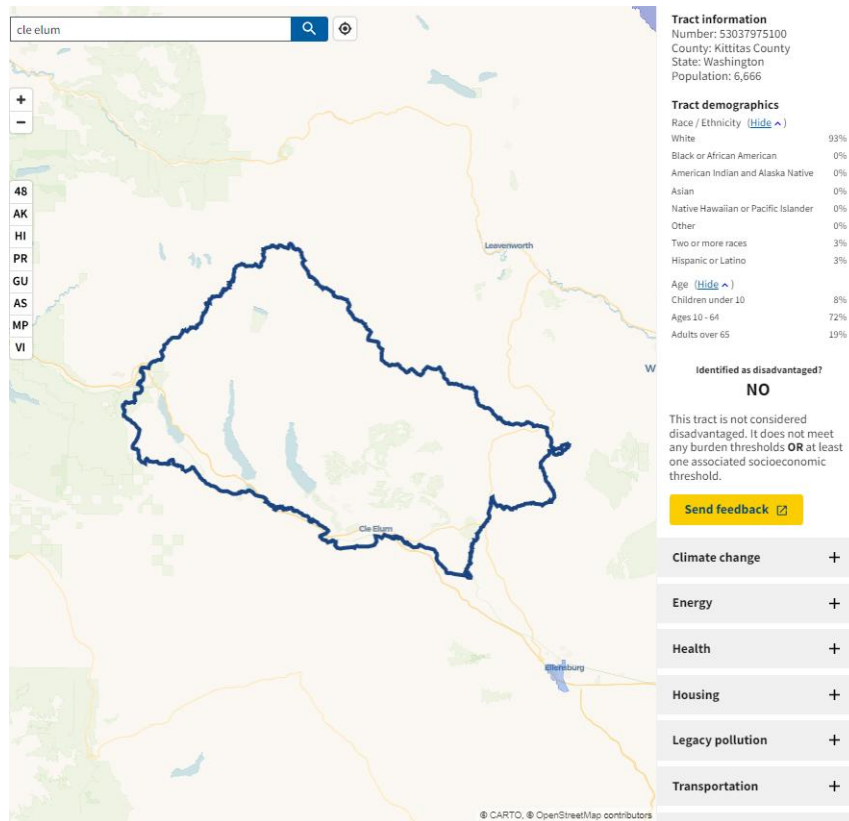 cle elum
+
−
48
AK
HI
PR
GU
AS
MP
VI
Leavenworth
W
Cle Elum
Ellensburg
© CARTO, © OpenStreetMap contributors
Tract information
Number: 53037975100
County: Kittitas County
State: Washington
Population: 6,666
Tract demographics
Race / Ethnicity (Hide )
White 93%
Black or African American 0%
American Indian and Alaska Native 0%
Asian 0%
Native Hawaiian or Pacific Islander 0%
Other 0%
Two or more races 3%
Hispanic or Latino 3%
Age (Hide )
Children under 10 8%
Ages 10 - 64 72%
Adults over 65 19%
Identified as disadvantaged?
NO
This tract is not considered
disadvantaged. It does not meet
any burden thresholds OR at least
one associated socioeconomic
threshold.
Send feedback
Climate change +
Energy +
Health +
Housing +
Legacy pollution +
Transportation +